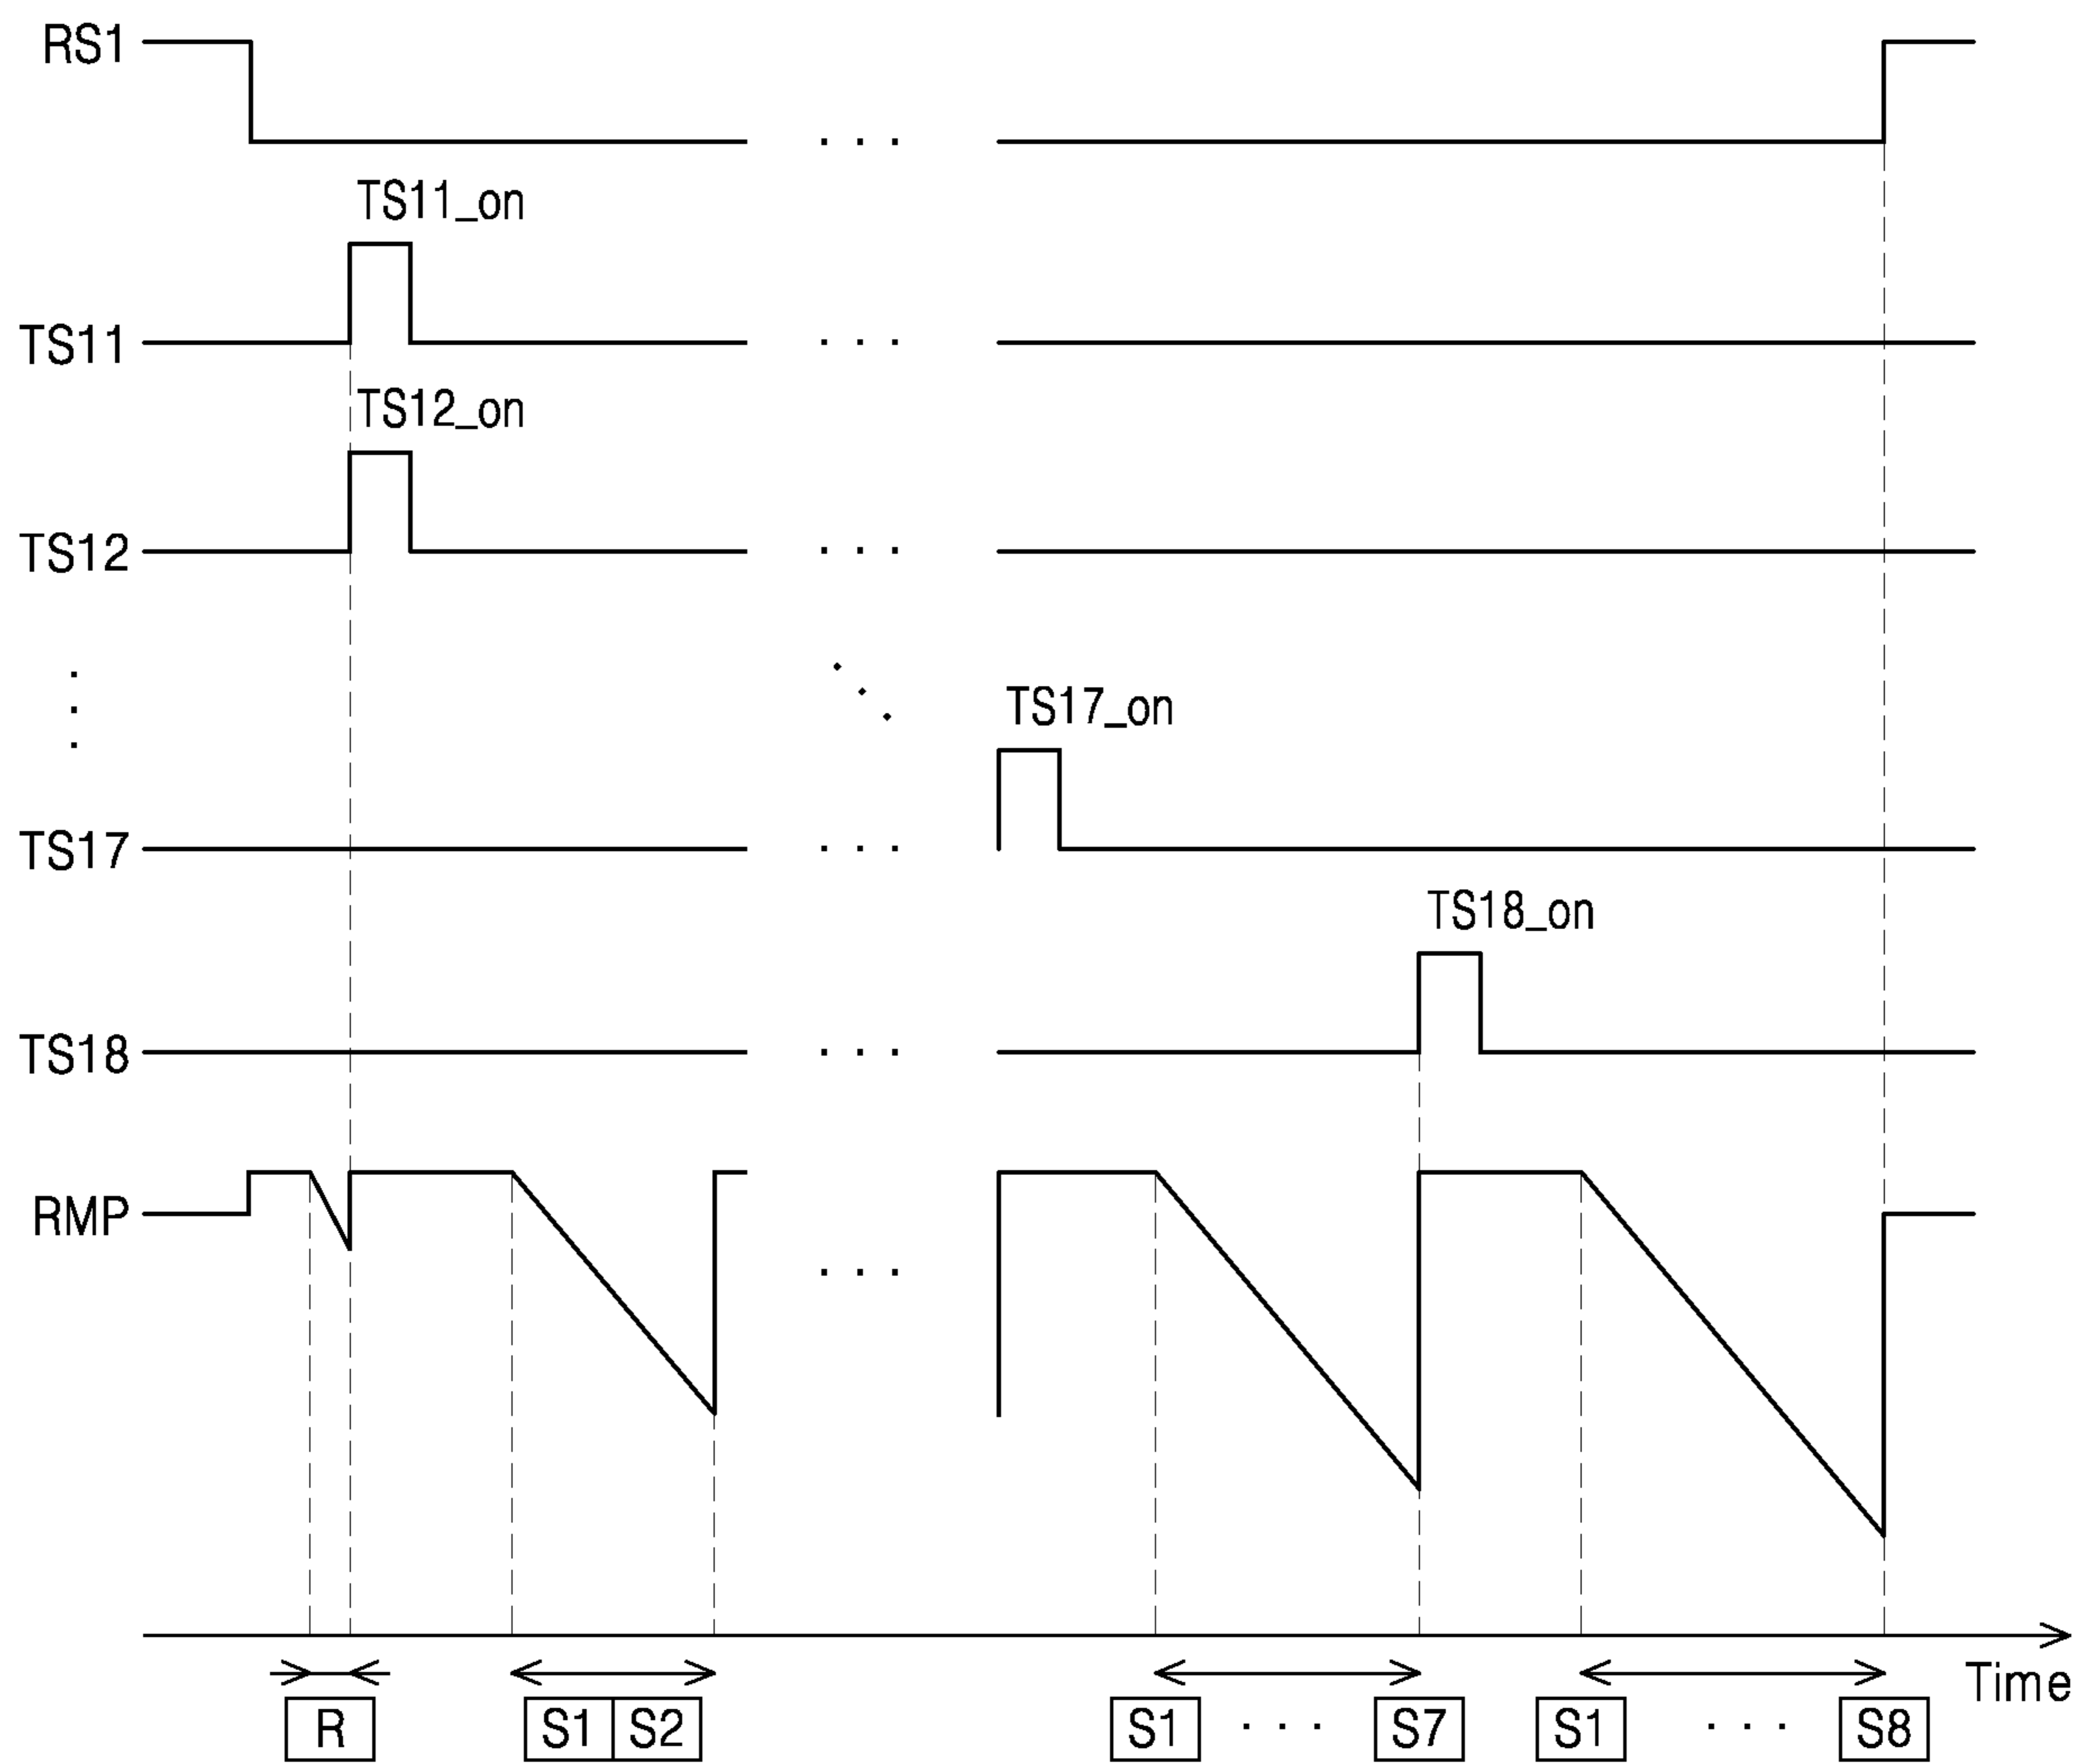 RS1
TS11_on
TS11
TS12_on
TS12
TS17_on
TS17
TS18_on
TS18
RMP
Time
R S1 S2 S1 ... S7 S1 ... S8